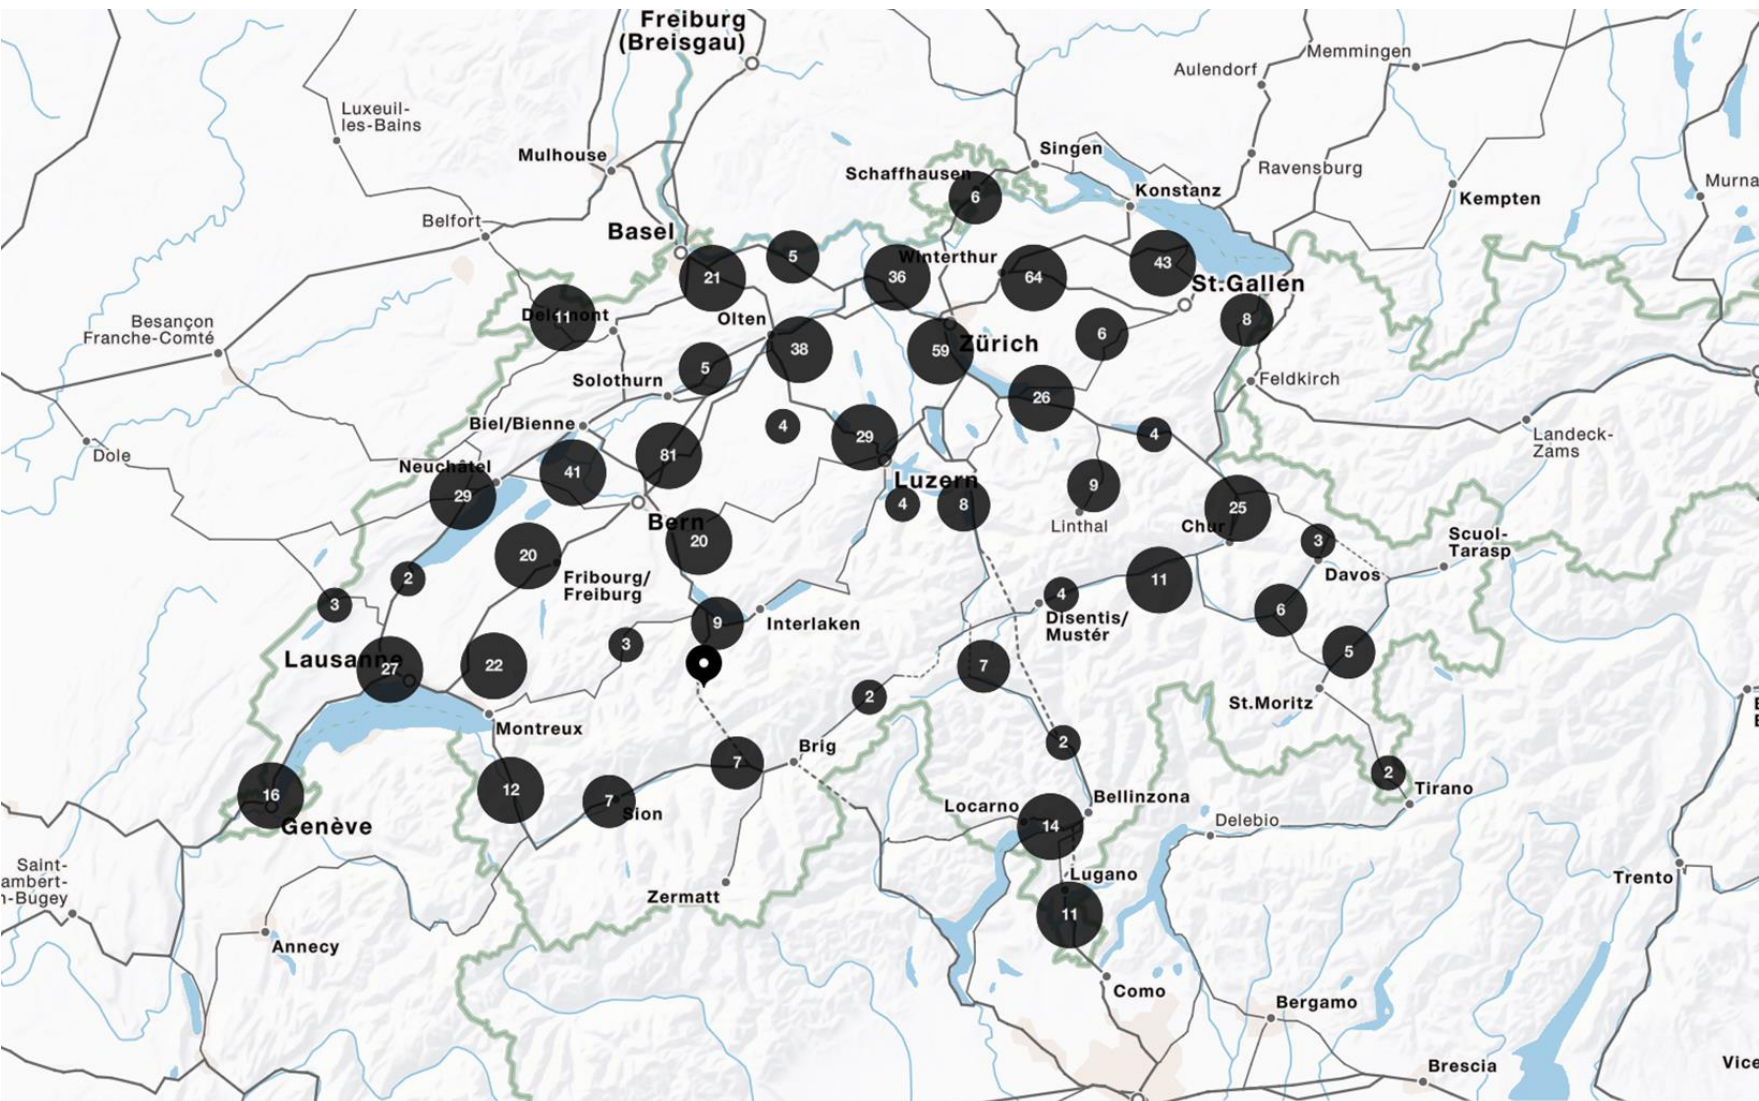 Freiburg
(Breisgau)
Memmingen
Aulendorf
Luxeuil-
les-Bains
Mulhouse
Singen
Ravensburg
Schaffhausen
6
Konstanz
Kempten
Murna
Belfort
Basel
5
Winterthur
21
36
64
43
St.Gallen
Delémont
11
Olten
8
Besançon
Franche-Comté
6
Zürich
38
59
5
Feldkirch
Solothurn
26
Biel/Bienne
4
29
4
Landeck-
Zams
Dole
81
Neuchâtel
41
29
Luzern
9
4
8
25
Linthal
Chur
Bern
20
3
Scuol-
Tarasp
20
Fribourg/
Freiburg
2
Davos
11
4
3
Disentis/
Mustér
6
9
Interlaken
3
5
Lausanne
27
22
7
2
St.Moritz
Montreux
2
Brig
7
2
Tirano
16
12
7
Sion
Locarno
Bellinzona
14
Delebio
Genève
Saint-
ambert-
n-Bugey
Lugano
Trento
Zermatt
11
Annecy
Como
Bergamo
Brescia
Vice